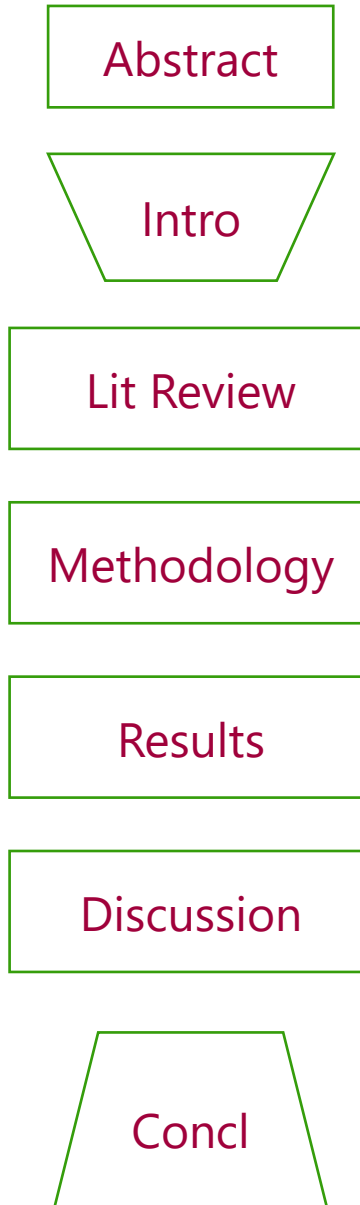 Abstract
Intro
Lit Review
Methodology
Results
Discussion
Concl